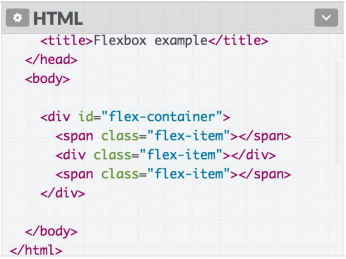 HTML
<title>Flexbox example</title>
</head>
<body>
<div id="flex-container">
<span class="flex-item"></span>
<div class="flex-item"></div>
<span class="flex-item"></span>
</div>
</body>
</html>